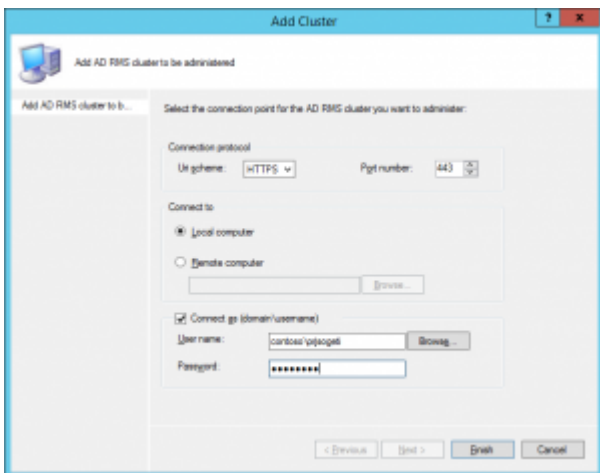 Add Cluster
? x
Add AD RMS cluster to be administered
Add AD RMS cluster to b...
Select the connection point for the AD RMS cluster you want to administer:
Connection protocol
Url scheme: HTTPS Port number: 443
Connect to
Local computer
Remote computer
Browse...
Connect as (domain\username)
User name: Browse...
Password: ●●●●●●●●
< Previous Next > Finish Cancel